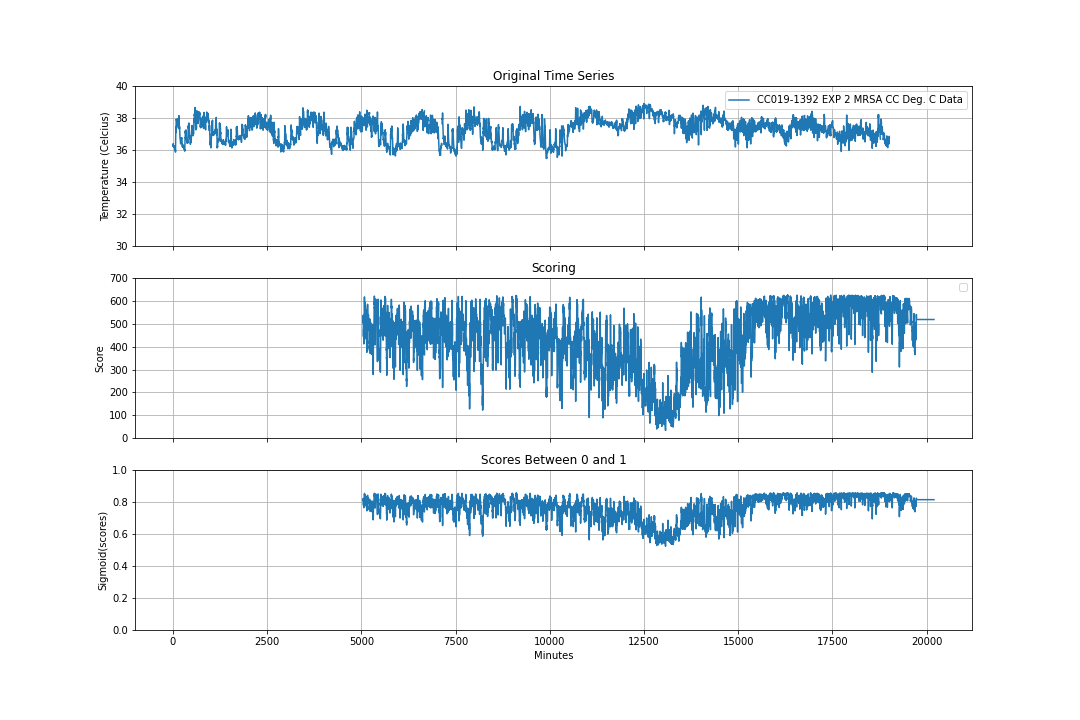 Original Time Series
40
38
36
34
32
30
Temperature (Celcius)
CC019-1392 EXP 2 MRSA CC Deg. C Data
Scoring
700
600
500
400
300
200
100
0
Score
Scores Between 0 and 1
1.0
0.8
0.6
0.4
0.2
0.0
Sigmoid(scores)
0 2500 5000 7500 10000 12500 15000 17500 20000
Minutes